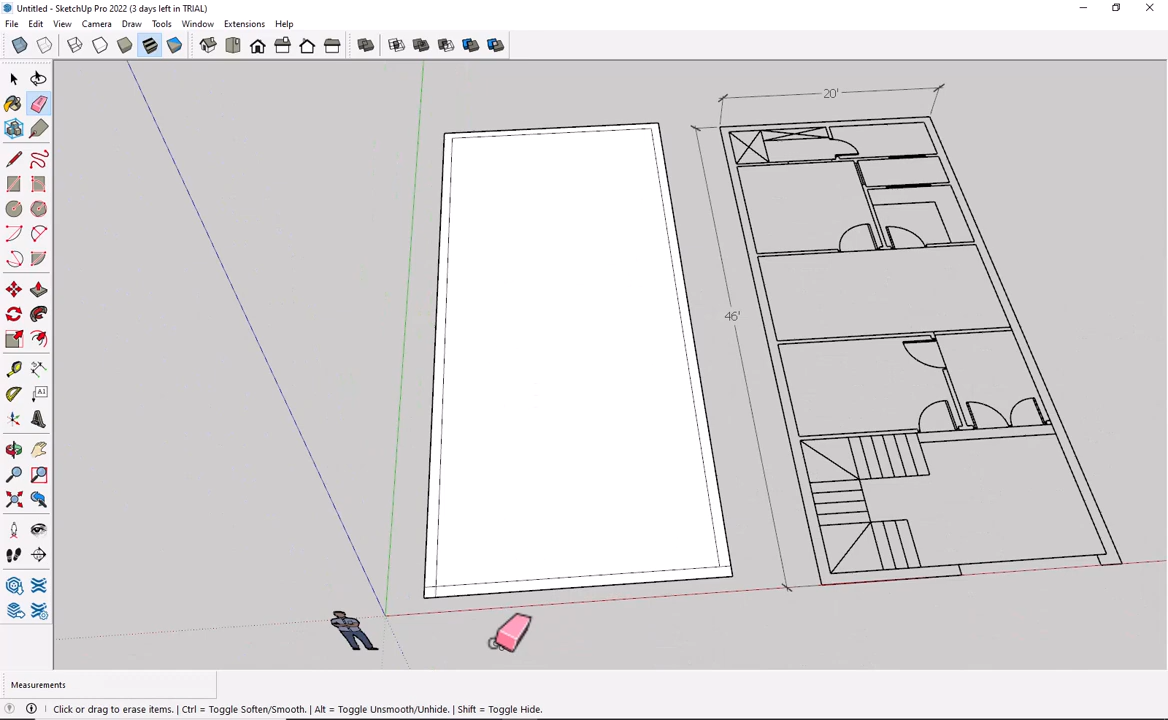 Untitled - SketchUp Pro 2022 (3 days left in TRIAL)
File Edit View Camera Draw Tools Window Extensions Help
20'
46'
A1
Measurements
Click or drag to erase items. | Ctrl = Toggle Soften/Smooth. | Alt = Toggle Unsmooth/Unhide. | Shift = Toggle Hide.